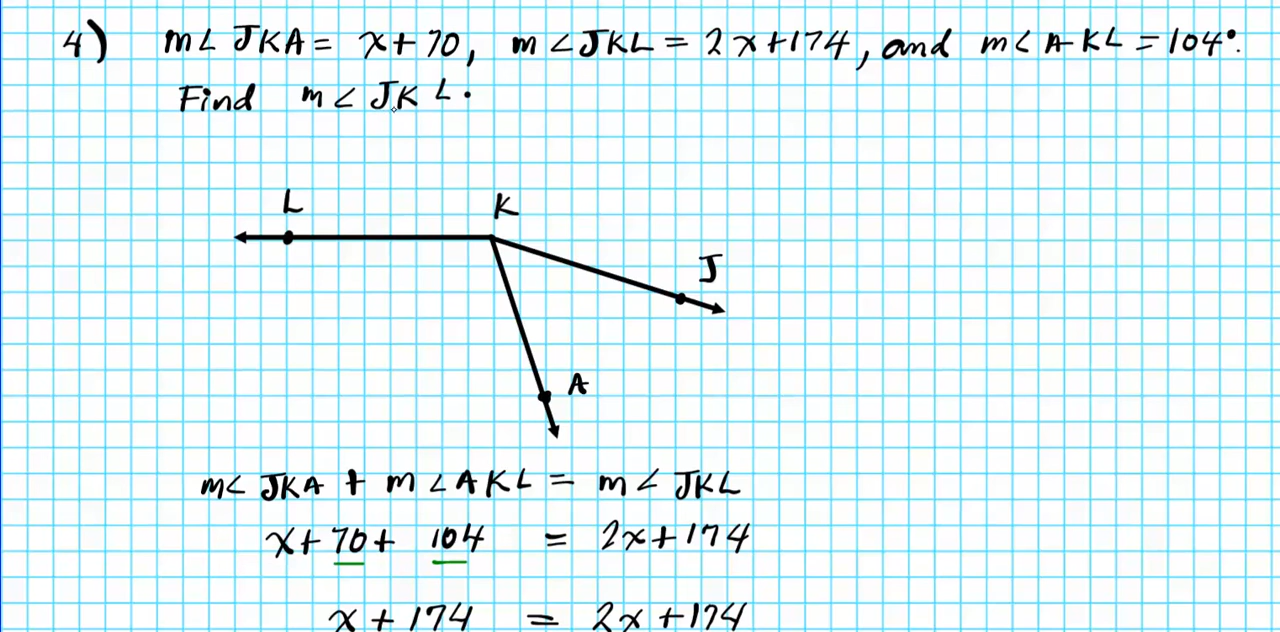 4) m∠ JKA = x + 70, m∠JKL = 2x+174, and m∠AKL = 104°.
Find m∠ JKL.
L
K
J
A
m∠ JKA + m∠AKL = m∠ JKL
x + 70 + 104 = 2x+174
x + 174 = 2x +174